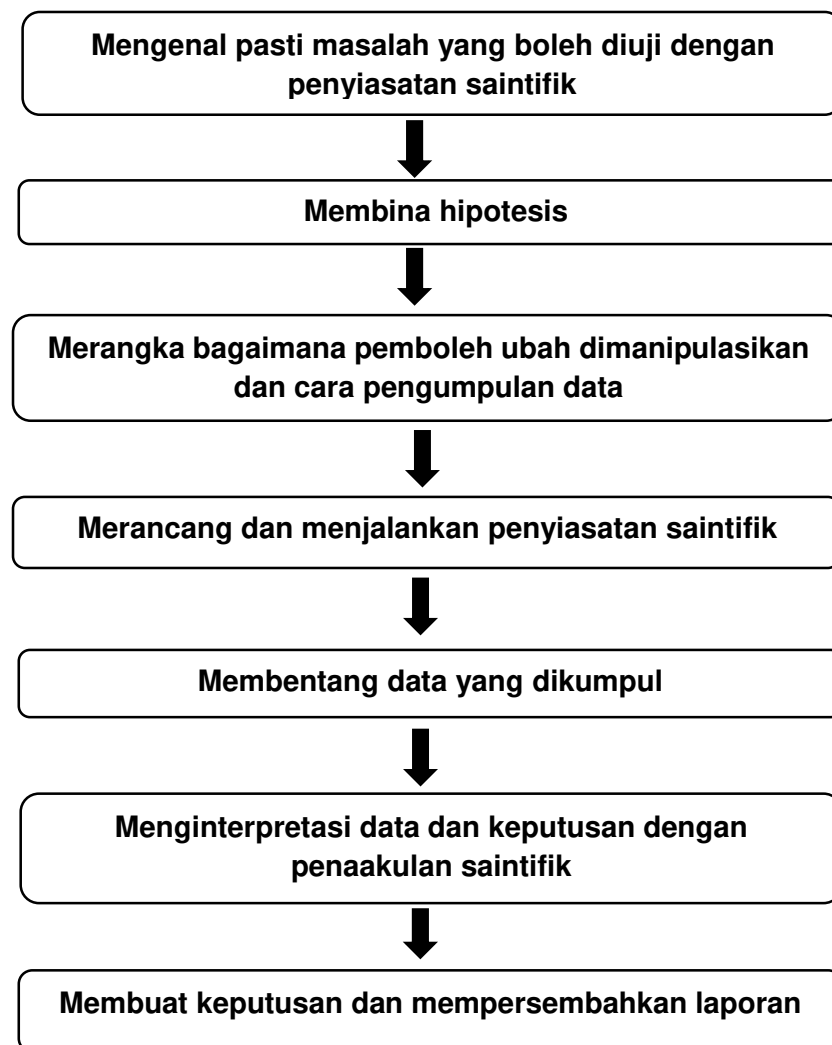 Mengenal pasti masalah yang boleh diuji dengan
penyiasatan saintifik
Membina hipotesis
Merangka bagaimana pemboleh ubah dimanipulasikan
dan cara pengumpulan data
Merancang dan menjalankan penyiasatan saintifik
Membentang data yang dikumpul
Menginterpretasi data dan keputusan dengan
penaakulan saintifik
Membuat keputusan dan mempersembahkan laporan